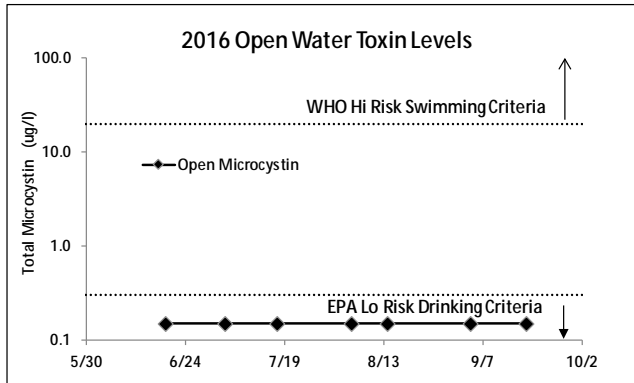 2016 Open Water Toxin Levels
100.0
WHO Hi Risk Swimming Criteria
10.0
Open Microcystin
Total Microcystin (ug/l)
1.0
EPA Lo Risk Drinking Criteria
0.1
5/30 6/24 7/19 8/13 9/7 10/2